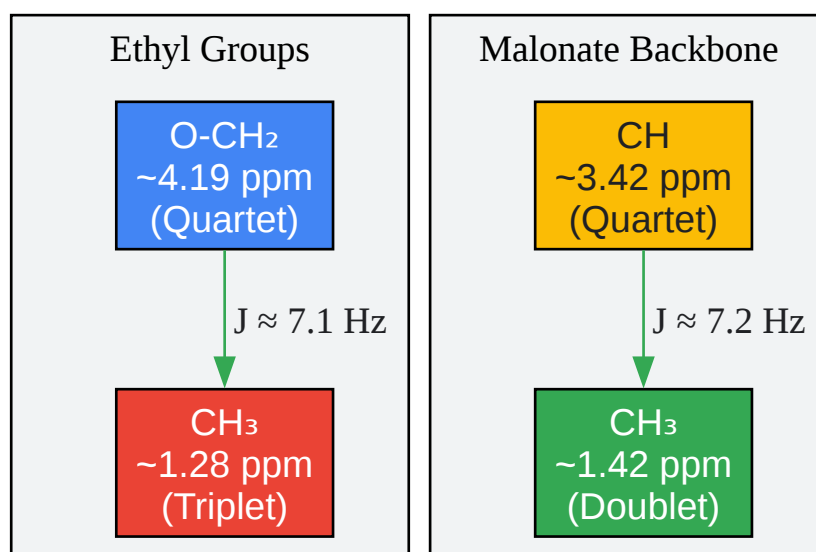 Ethyl Groups
O-CH₂
~4.19 ppm
(Quartet)
J ≈ 7.1 Hz
CH₃
~1.28 ppm
(Triplet)
Malonate Backbone
CH
~3.42 ppm
(Quartet)
J ≈ 7.2 Hz
CH₃
~1.42 ppm
(Doublet)